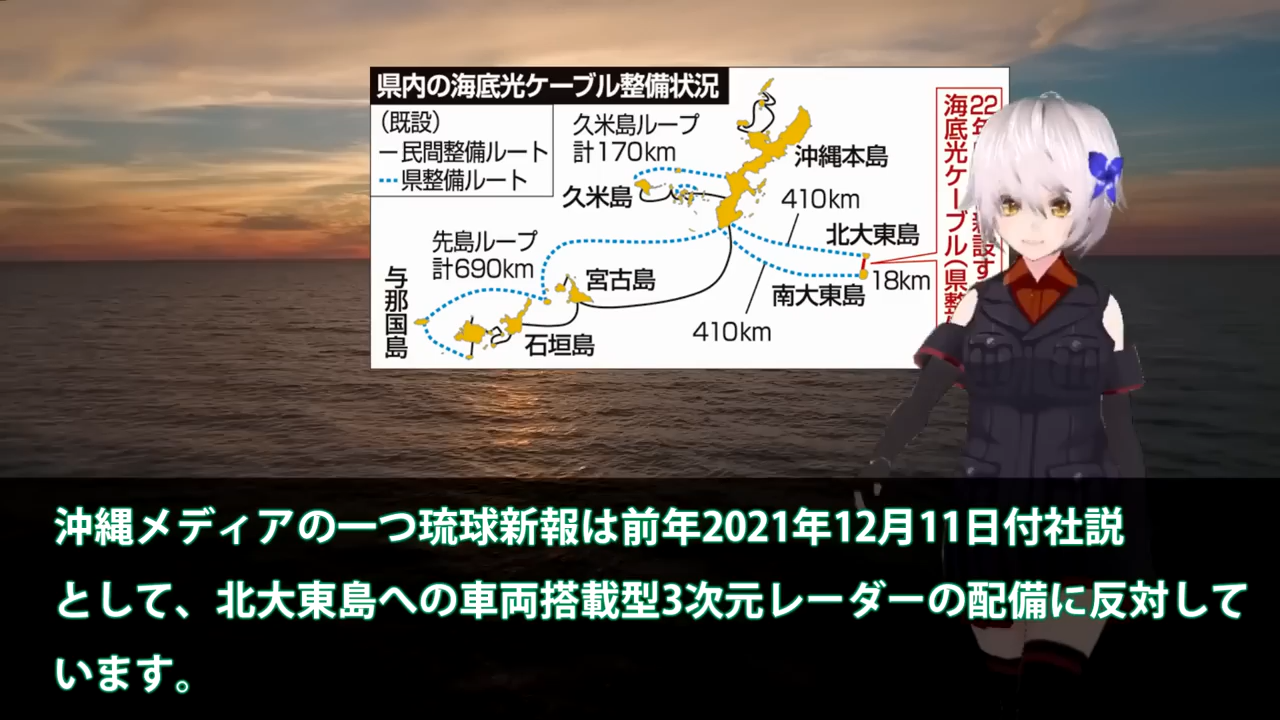 県内の海底光ケーブル整備状況
(既設)
民間整備ルート
県整備ルート
久米島ループ
計170km
沖縄本島
久米島
410km
北大東島
先島ループ
計690km
与那国島
宮古島
南大東島
18km
410km
石垣島
22年
海底光ケーブル(県整
設す
沖縄メディアの一つ琉球新報は前年2021年12月11日付社説
として、北大東島への車両搭載型3次元レーダーの配備に反対して
います。